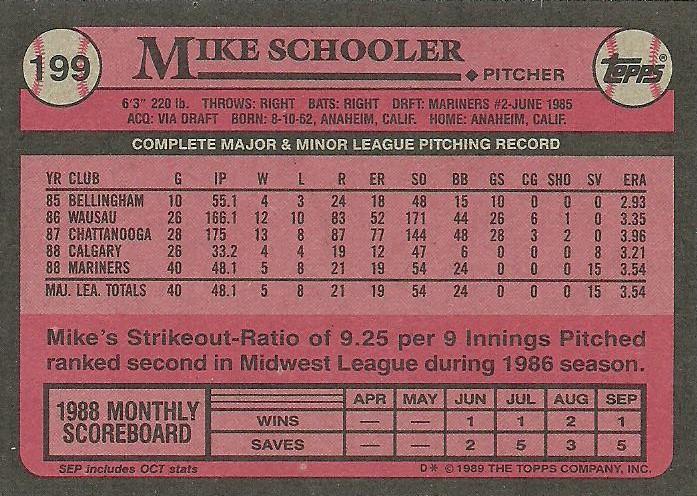 199
MIKE SCHOOLER
PITCHER
Topps®
6'3" 220 lb. THROWS: RIGHT BATS: RIGHT DRFT: MARINERS #2-JUNE 1985
ACQ: VIA DRAFT BORN: 8-10-62, ANAHEIM, CALIF. HOME: ANAHEIM, CALIF.
COMPLETE MAJOR & MINOR LEAGUE PITCHING RECORD
YR CLUB G IP W L R ER SO BB GS CG SHO SV ERA
85 BELLINGHAM 10 55.1 4 3 24 18 48 15 10 0 0 0 2.93
86 WAUSAU 26 166.1 12 10 83 52 171 44 26 6 1 0 3.35
87 CHATTANOOGA 28 175 13 8 87 77 144 48 28 3 2 0 3.96
88 CALGARY 26 33.2 4 4 19 12 47 6 0 0 0 8 3.21
88 MARINERS 40 48.1 5 8 21 19 54 24 0 0 0 15 3.54
MAJ. LEA. TOTALS 40 48.1 5 8 21 19 54 24 0 0 0 15 3.54
Mike's Strikeout-Ratio of 9.25 per 9 Innings Pitched
ranked second in Midwest League during 1986 season.
1988 MONTHLY
SCOREBOARD
APR MAY JUN JUL AUG SEP
WINS — — 1 1 2 1
SAVES — — 2 5 3 5
SEP includes OCT stats
D* © 1989 THE TOPPS COMPANY, INC.